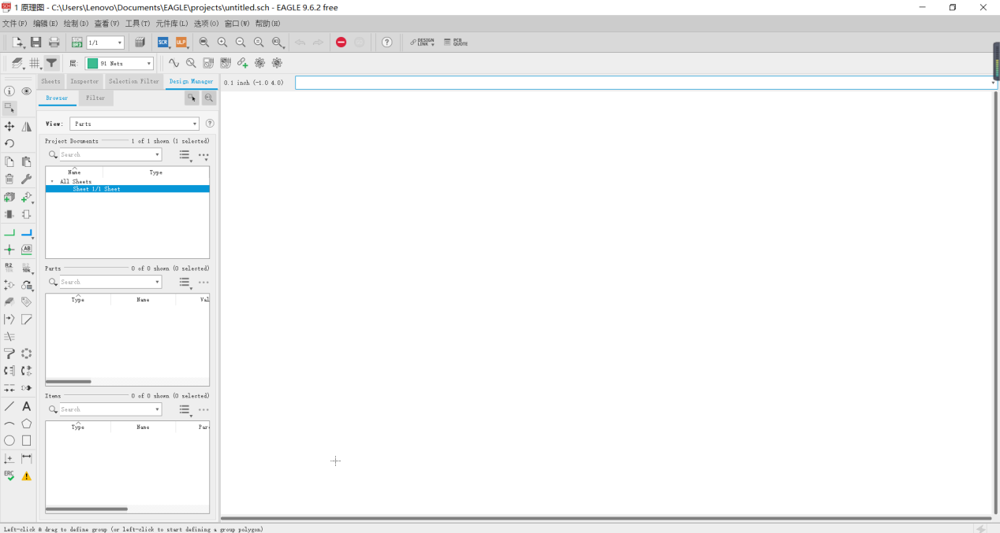 1 原理图 - C:\Users\Lenovo\Documents\EAGLE\projects\untitled.sch - EAGLE 9.6.2 free
文件(F) 编辑(E) 绘制(D) 查看(V) 工具(T) 元件库(L) 选项(O) 窗口(W) 帮助(H)
SCH BRD 1/1 SCR ULP DESIGN LINK PCB QUOTE
层: 91 Nets
Sheets Inspector Selection Filter Design Manager 0.1 inch (-1.0 4.0)
Browser Filter
View: Parts
Project Documents 1 of 1 shown (1 selected)
Search
Name Type
All Sheets
Sheet 1/1 Sheet
Parts 0 of 0 shown (0 selected)
Search
Type Name Val
Items 0 of 0 shown (0 selected)
Search
Type Name Par
AB
R2 10k R2 10k
A
ERC
Left-click & drag to define group (or left-click to start defining a group polygon)